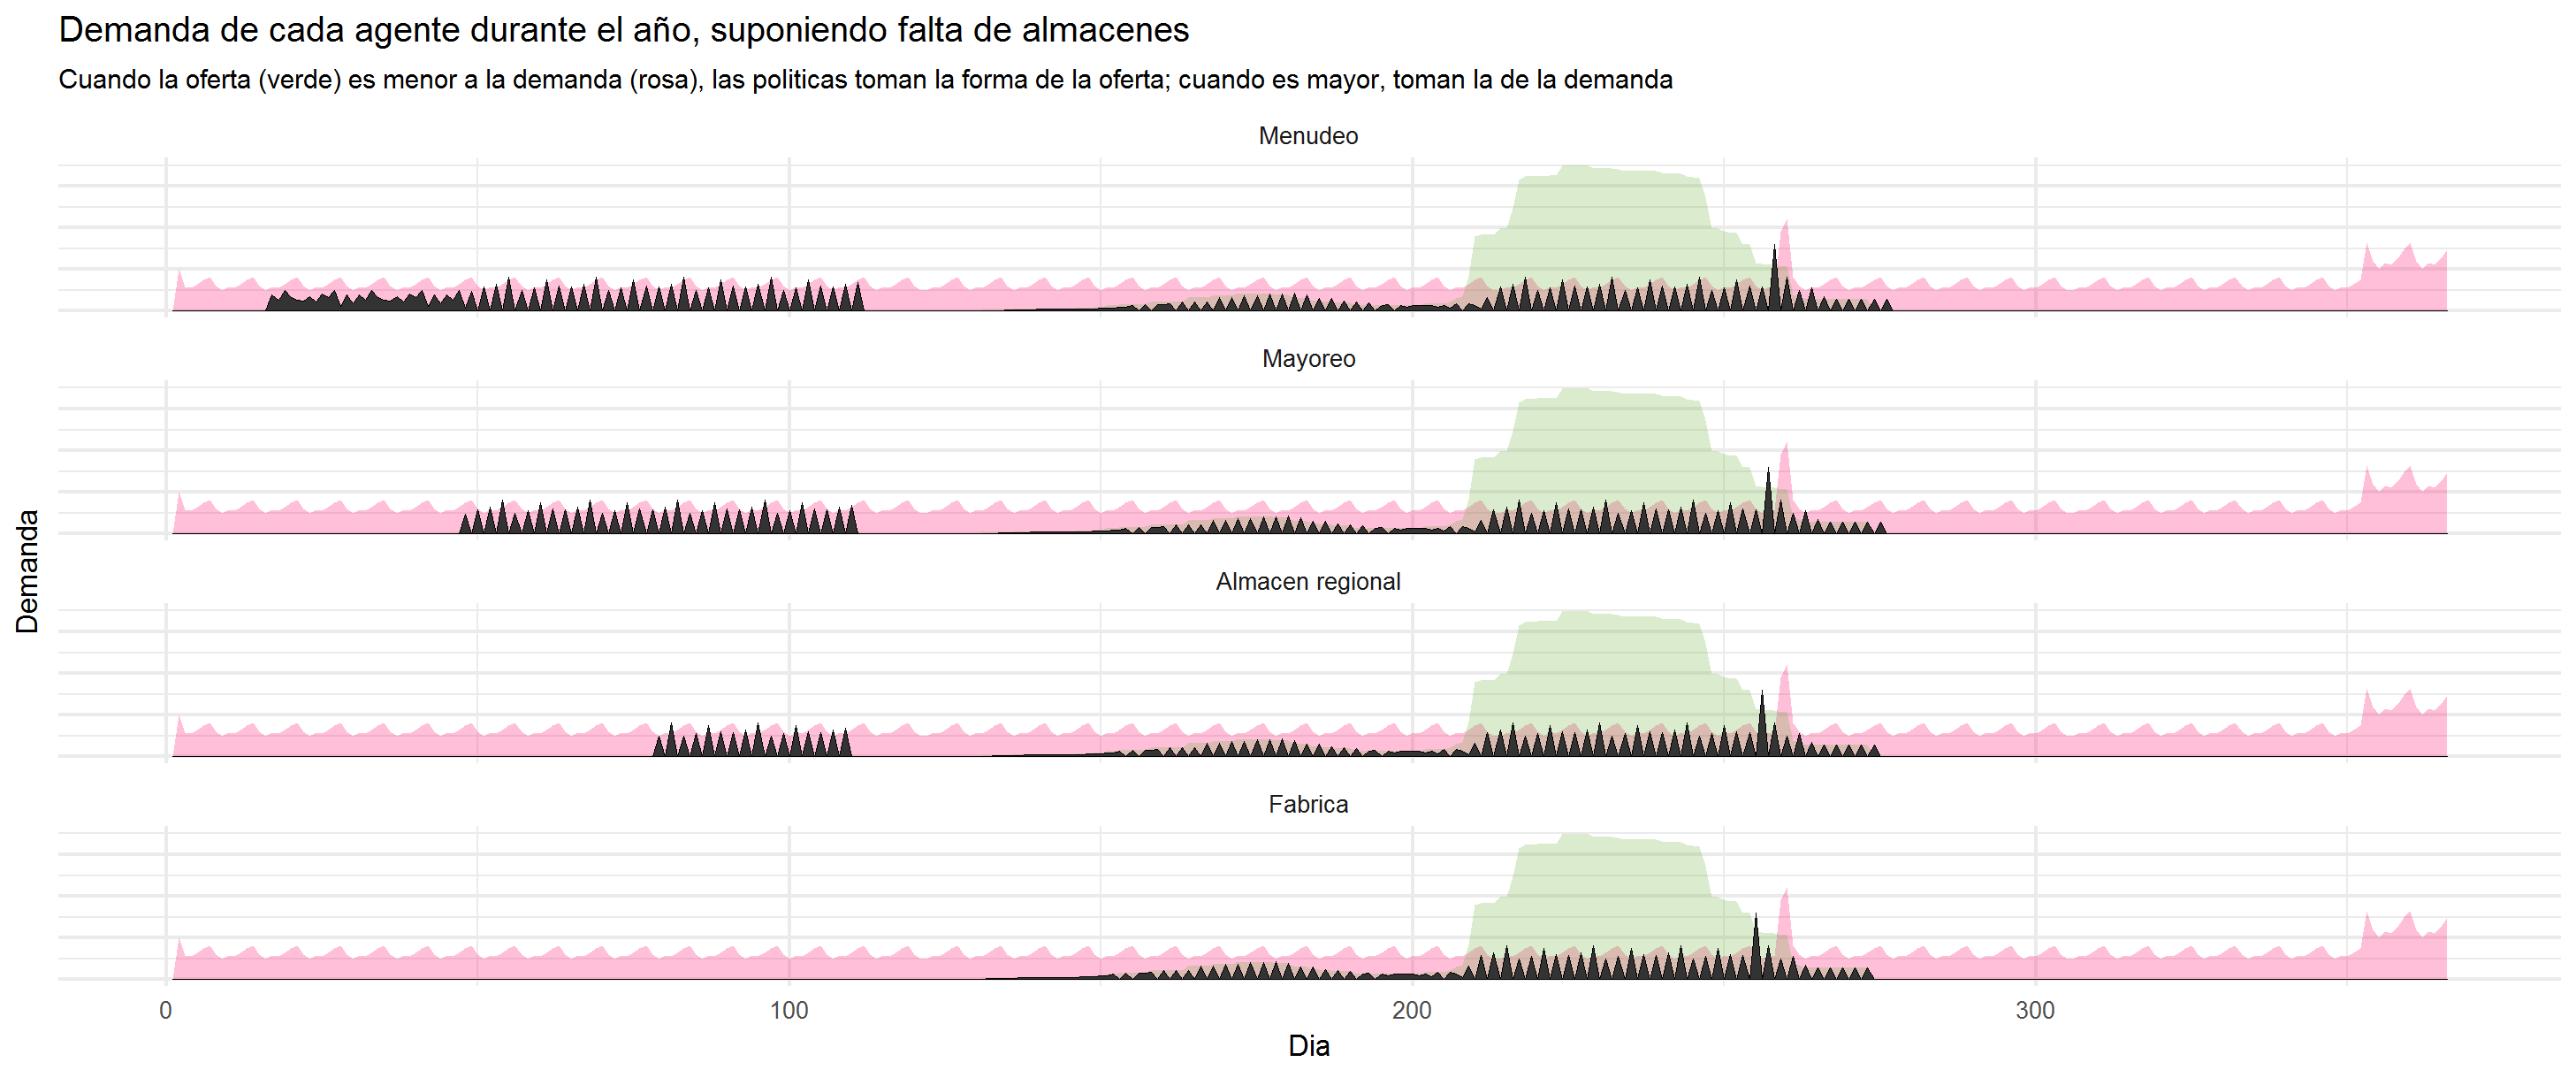 Demanda de cada agente durante el año, suponiendo falta de almacenes
Cuando la oferta (verde) es menor a la demanda (rosa), las politicas toman la forma de la oferta; cuando es mayor, toman la de la demanda
Menudeo
Mayoreo
Almacen regional
Fabrica
Demanda
0
100
200
300
Dia